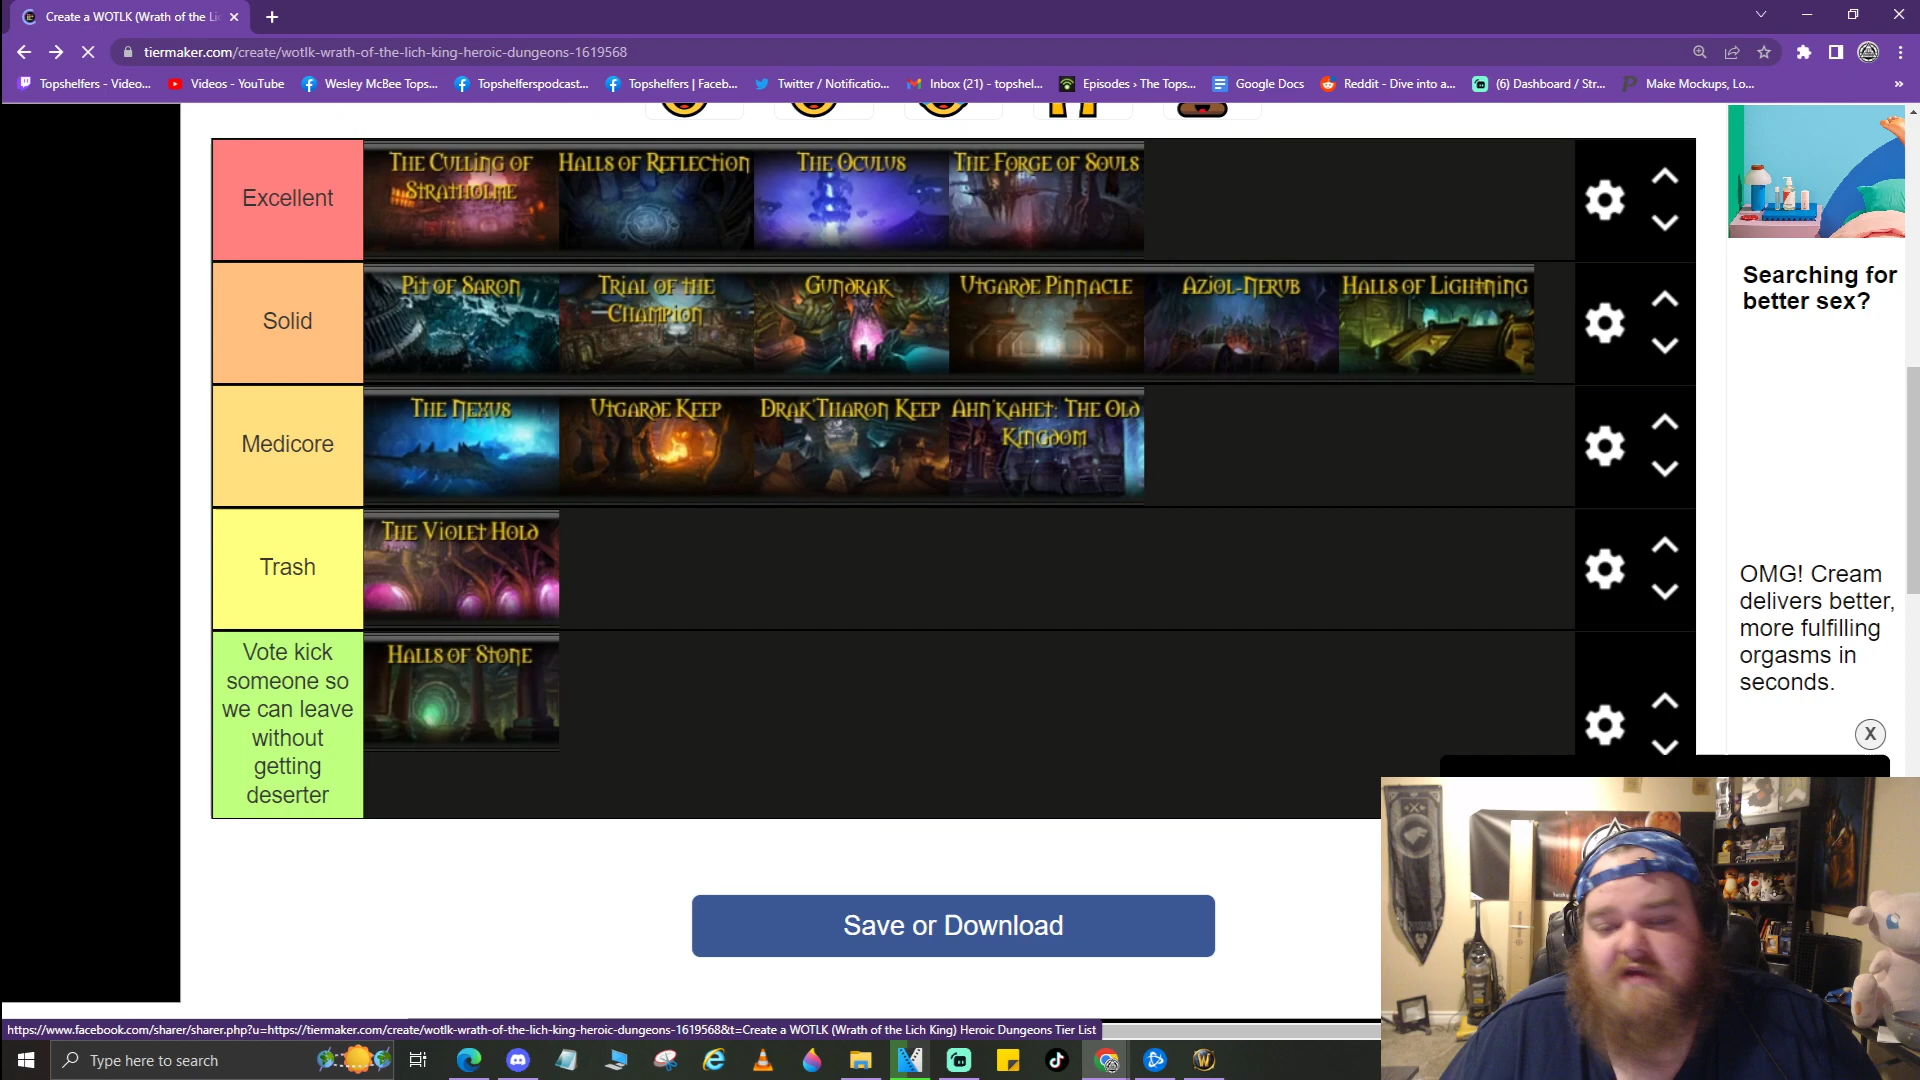 Create a WOTLK (Wrath of the Lic
tiermaker.com/create/wotlk-wrath-of-the-lich-king-heroic-dungeons-1619568
Topshelfers - Video... Videos - YouTube Wesley McBee Tops... Topshelferspodcast... Topshelfers | Faceb... Twitter / Notificatio... Inbox (21) - topshel... Episodes › The Tops... Google Docs Reddit - Dive into a... (6) Dashboard / Str... Make Mockups, Lo... »
Excellent
The Culling of Stratholme
Halls of Reflection
The Oculus
The Forge of Souls
Solid
Pit of Saron
Trial of the Champion
Gundrak
Utgarde Pinnacle
Azjol-Nerub
Halls of Lightning
Medicore
The Nexus
Utgarde Keep
Drak'Tharon Keep
Ahn'kahet: The Old Kingdom
Trash
The Violet Hold
Vote kick
someone so
we can leave
without
getting
deserter
Halls of Stone
Searching for
better sex?
OMG! Cream
delivers better,
more fulfilling
orgasms in
seconds.
X
Save or Download
https://www.facebook.com/sharer/sharer.php?u=https://tiermaker.com/create/wotlk-wrath-of-the-lich-king-heroic-dungeons-1619568&t=Create a WOTLK (Wrath of the Lich King) Heroic Dungeons Tier List
Type here to search